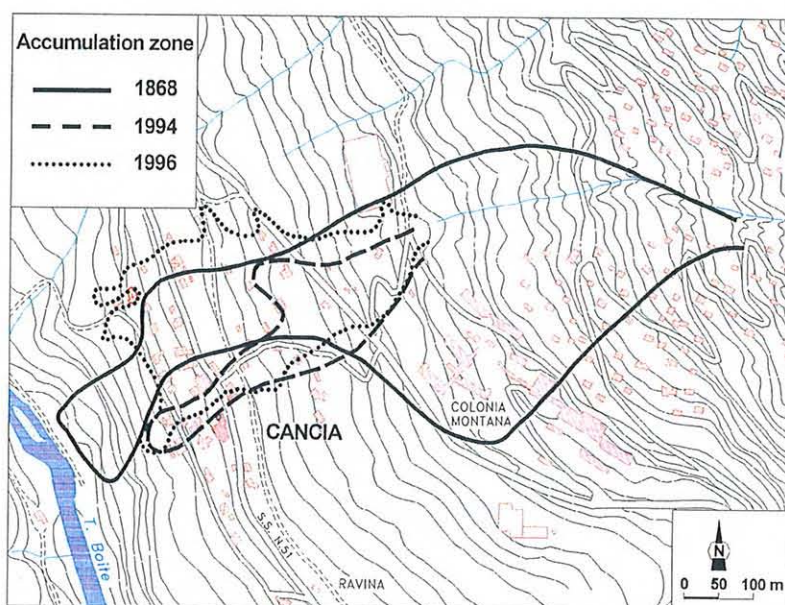 Accumulation zone
1868
1994
1996
COLONIA
MONTANA
CANCIA
T. Boite
S.S. N.51
RAVINA
N
0 50 100 m